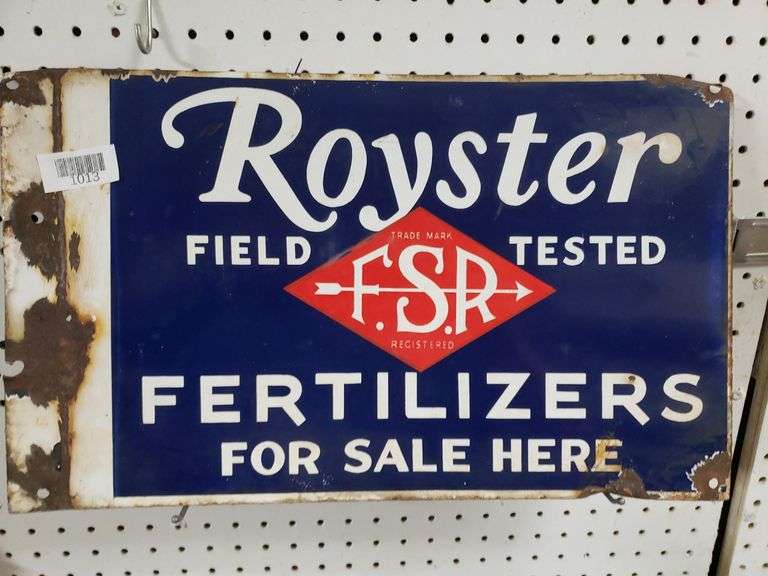 1013
Royster
FIELD TESTED
TRADE MARK
F.S.R
REGISTERED
FERTILIZERS
FOR SALE HERE